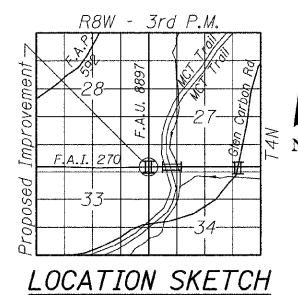 R8W - 3rd P.M.
F.A.P.
592
28
F.A.U. 8897
MCT Trail
MCT Trail
27
Glen Carbon Rd
Proposed Improvement
T4N
F.A.I. 270
33
34
N
LOCATION SKETCH